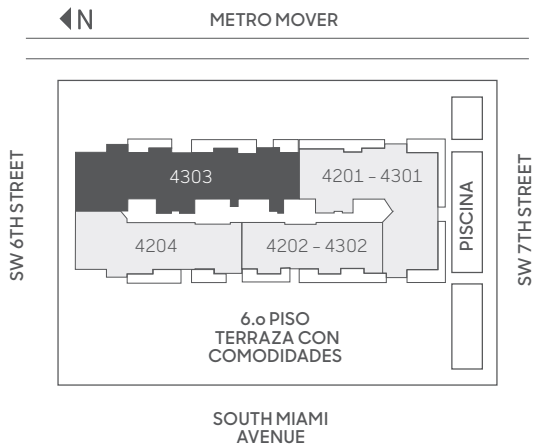 N
METRO MOVER
SW 6TH STREET
4303
4201 – 4301
4204
4202 – 4302
PISCINA
SW 7TH STREET
6.o PISO
TERRAZA CON
COMODIDADES
SOUTH MIAMI
AVENUE